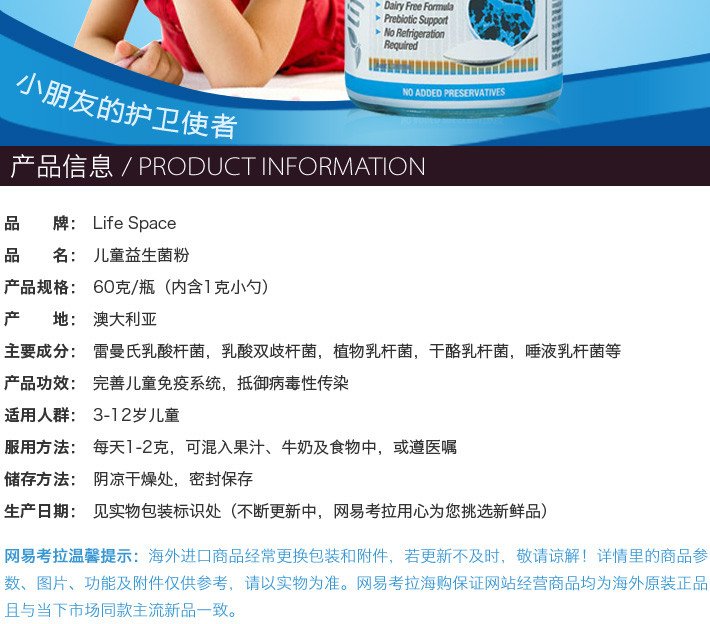 Dairy Free Formula
Prebiotic Support
No Refrigeration
Required
NO ADDED PRESERVATIVES
小朋友的护卫使者
产品信息 / PRODUCT INFORMATION
品 牌： Life Space
品 名： 儿童益生菌粉
产品规格： 60克/瓶（内含1克小勺）
产 地： 澳大利亚
主要成分： 雷曼氏乳酸杆菌，乳酸双歧杆菌，植物乳杆菌，干酪乳杆菌，唾液乳杆菌等
产品功效： 完善儿童免疫系统，抵御病毒性传染
适用人群： 3-12岁儿童
服用方法： 每天1-2克，可混入果汁、牛奶及食物中，或遵医嘱
储存方法： 阴凉干燥处，密封保存
生产日期： 见实物包装标识处（不断更新中，网易考拉用心为您挑选新鲜品）
网易考拉温馨提示：海外进口商品经常更换包装和附件，若更新不及时，敬请谅解！详情里的商品参
数、图片、功能及附件仅供参考，请以实物为准。网易考拉海购保证网站经营商品均为海外原装正品
且与当下市场同款主流新品一致。